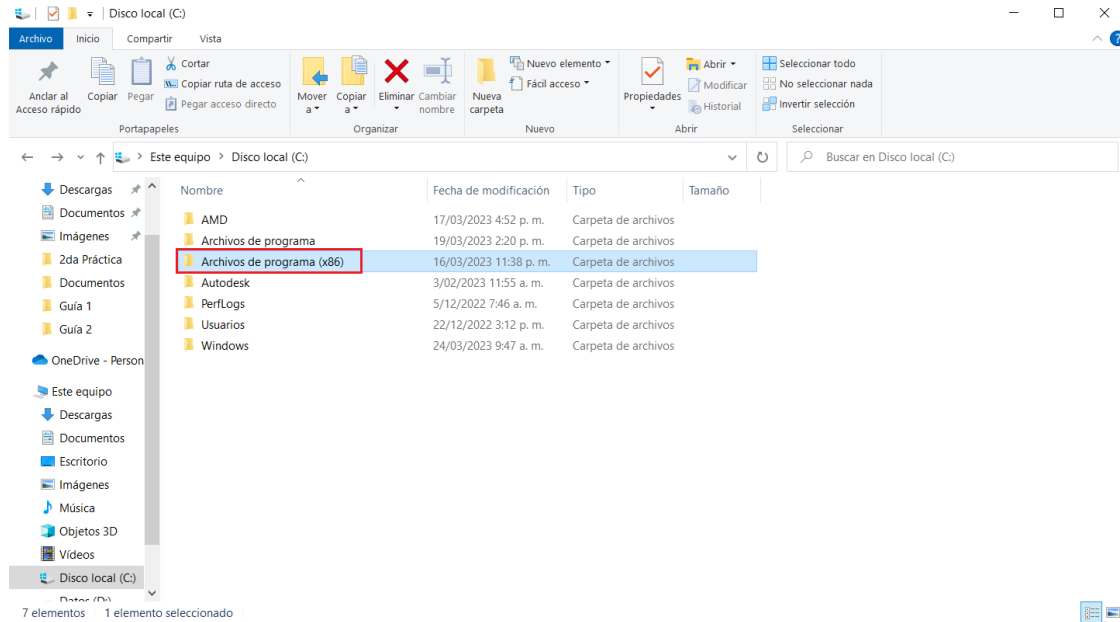 Disco local (C:)
Archivo Inicio Compartir Vista
Anclar al Acceso rápido
Copiar
Pegar
Cortar
Copiar ruta de acceso
Pegar acceso directo
Portapapeles
Mover a
Copiar a
Eliminar
Cambiar nombre
Organizar
Nueva carpeta
Nuevo elemento
Fácil acceso
Nuevo
Propiedades
Abrir
Modificar
Historial
Abrir
Seleccionar todo
No seleccionar nada
Invertir selección
Seleccionar
Este equipo > Disco local (C:)
Buscar en Disco local (C:)
Descargas
Documentos
Imágenes
2da Práctica
Documentos
Guía 1
Guía 2
OneDrive - Person
Este equipo
Descargas
Documentos
Escritorio
Imágenes
Música
Objetos 3D
Vídeos
Disco local (C:)
Datos (D:)
Nombre Fecha de modificación Tipo Tamaño
AMD 17/03/2023 4:52 p. m. Carpeta de archivos
Archivos de programa 19/03/2023 2:20 p. m. Carpeta de archivos
Archivos de programa (x86) 16/03/2023 11:38 p. m. Carpeta de archivos
Autodesk 3/02/2023 11:55 a. m. Carpeta de archivos
PerfLogs 5/12/2022 7:46 a. m. Carpeta de archivos
Usuarios 22/12/2022 3:12 p. m. Carpeta de archivos
Windows 24/03/2023 9:47 a. m. Carpeta de archivos
7 elementos 1 elemento seleccionado